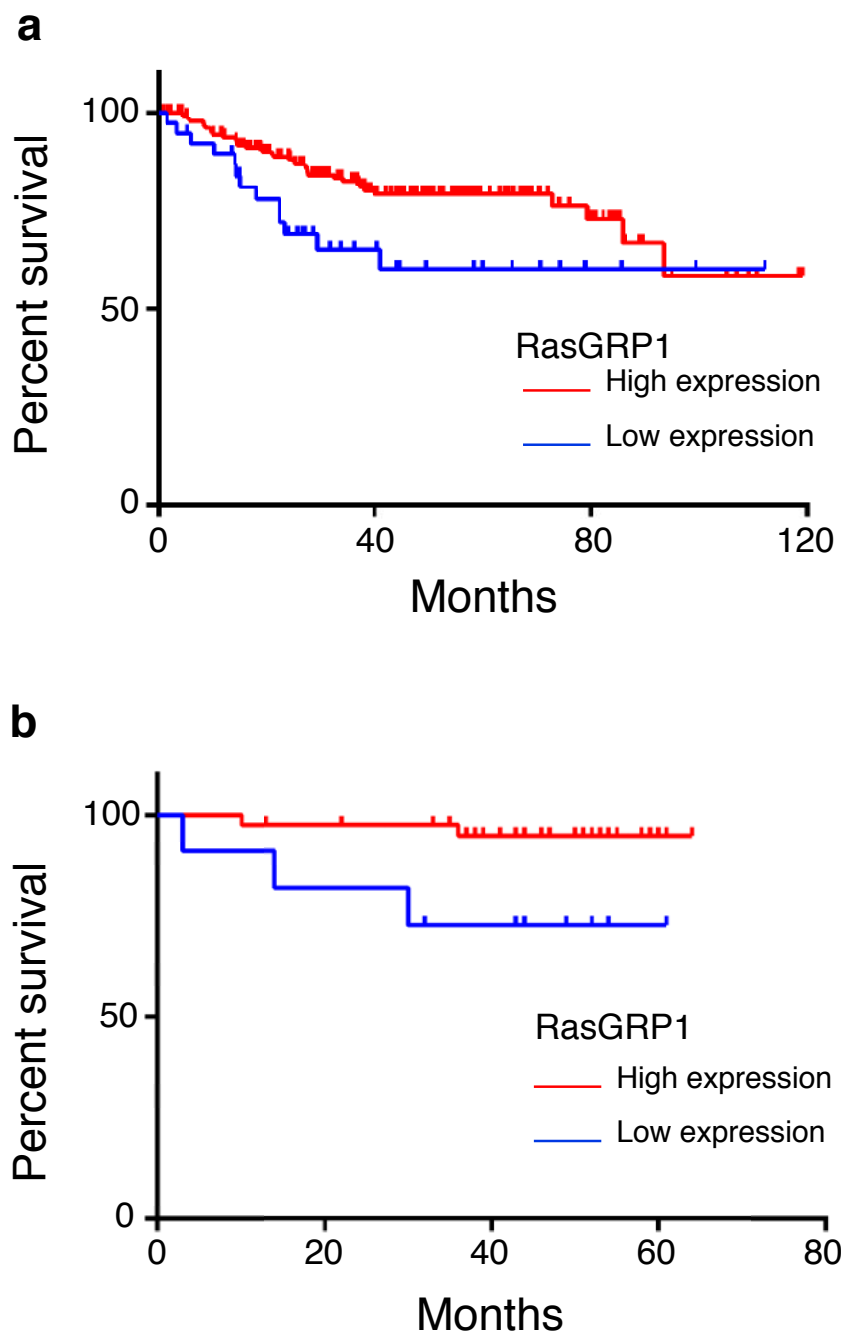 a
Percent survival
100
50
0
0 40 80 120
Months
RasGRP1
High expression
Low expression
b
Percent survival
100
50
0
0 20 40 60 80
Months
RasGRP1
High expression
Low expression